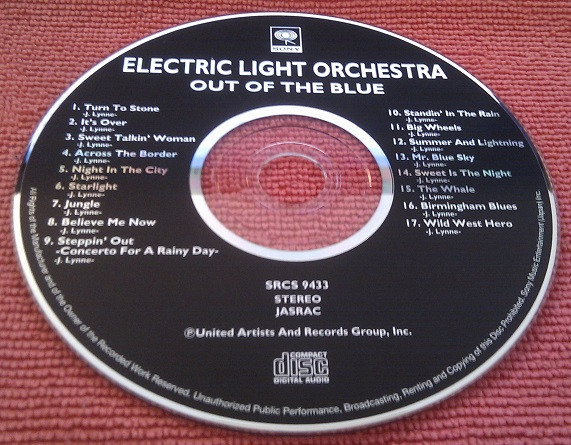 SONY
ELECTRIC LIGHT ORCHESTRA
OUT OF THE BLUE
1. Turn To Stone
-J. Lynne-
2. It's Over
-J. Lynne-
3. Sweet Talkin' Woman
-J. Lynne-
4. Across The Border
-J. Lynne-
5. Night In The City
-J. Lynne-
6. Starlight
-J. Lynne-
7. Jungle
-J. Lynne-
8. Believe Me Now
-J. Lynne-
9. Steppin' Out
-Concerto For A Rainy Day-
-J. Lynne-
10. Standin' In The Rain
-J. Lynne-
11. Big Wheels
-J. Lynne-
12. Summer And Lightning
-J. Lynne-
13. Mr. Blue Sky
-J. Lynne-
14. Sweet Is The Night
-J. Lynne-
15. The Whale
-J. Lynne-
16. Birmingham Blues
-J. Lynne-
17. Wild West Hero
-J. Lynne-
SRCS 9433
STEREO
JASRAC
℗United Artists And Records Group, Inc.
COMPACT
disc
DIGITAL AUDIO
All Rights of the Manufacturer and of the Owner of the Recorded Work Reserved. Unauthorized Public Performance, Broadcasting, Renting and Copying of this Disc Prohibited. Sony Music Entertainment (Japan) Inc.